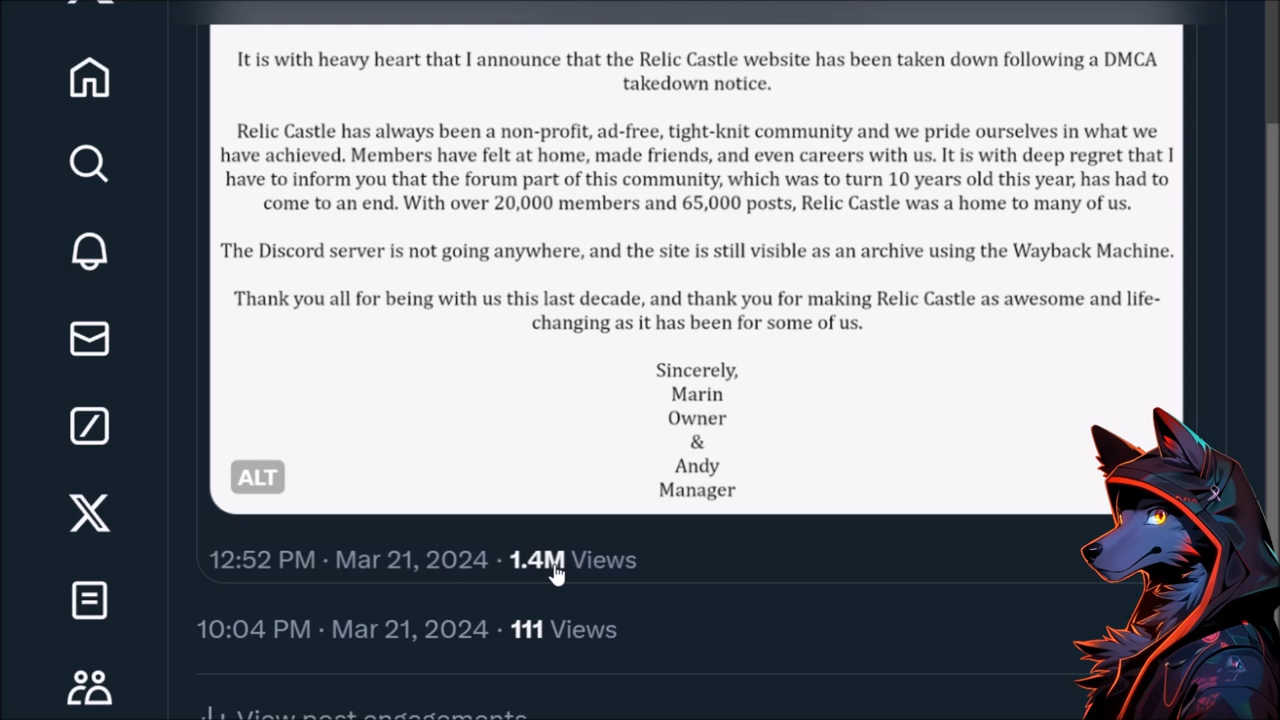 It is with heavy heart that I announce that the Relic Castle website has been taken down following a DMCA
takedown notice.
Relic Castle has always been a non-profit, ad-free, tight-knit community and we pride ourselves in what we
have achieved. Members have felt at home, made friends, and even careers with us. It is with deep regret that I
have to inform you that the forum part of this community, which was to turn 10 years old this year, has had to
come to an end. With over 20,000 members and 65,000 posts, Relic Castle was a home to many of us.
The Discord server is not going anywhere, and the site is still visible as an archive using the Wayback Machine.
Thank you all for being with us this last decade, and thank you for making Relic Castle as awesome and life-
changing as it has been for some of us.
Sincerely,
Marin
Owner
&
Andy
Manager
ALT
12:52 PM · Mar 21, 2024 · 1.4M Views
10:04 PM · Mar 21, 2024 · 111 Views
View post engagements